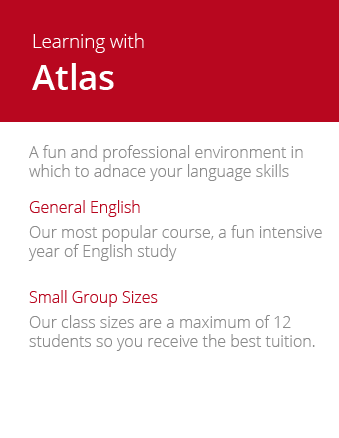 Learning with
Atlas
A fun and professional environment in
which to adnace your language skills
General English
Our most popular course, a fun intensive
year of English study
Small Group Sizes
Our class sizes are a maximum of 12
students so you receive the best tuition.